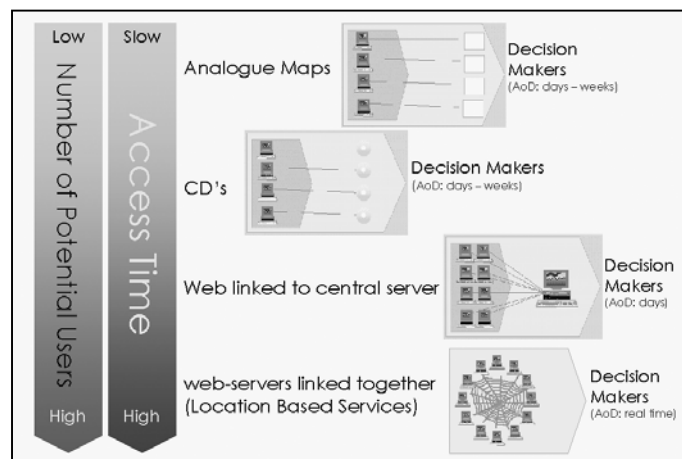 Low
Number of Potential Users
High
Slow
Access Time
High
Analogue Maps
Decision
Makers
(AoD: days – weeks)
CD's
Decision Makers
(AoD: days – weeks)
Web linked to central server
Decision
Makers
(AoD: days)
web-servers linked together
(Location Based Services)
Decision
Makers
(AoD: real time)